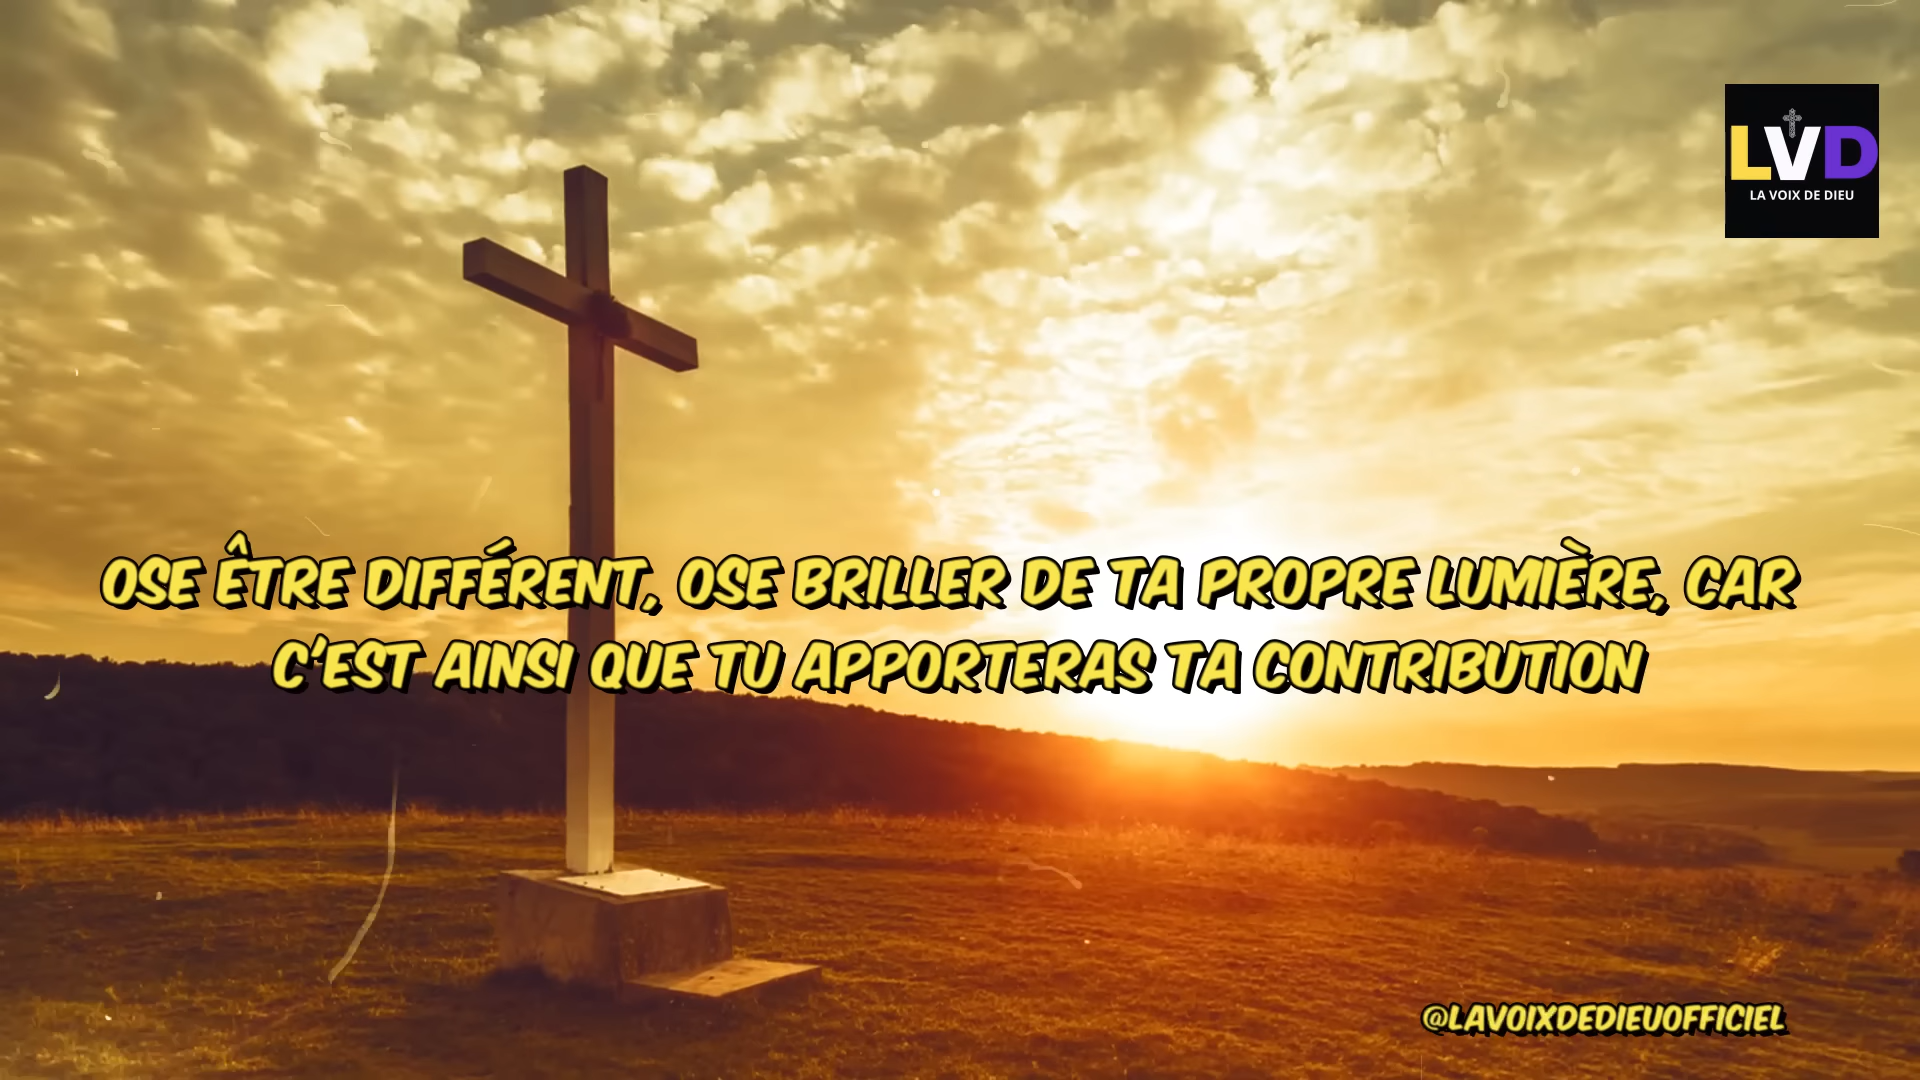 LVD
LA VOIX DE DIEU
OSE ÊTRE DIFFÉRENT, OSE BRILLER DE TA PROPRE LUMIÈRE, CAR
C'EST AINSI QUE TU APPORTERAS TA CONTRIBUTION
@LAVOIXDEDIEUOFFICIEL